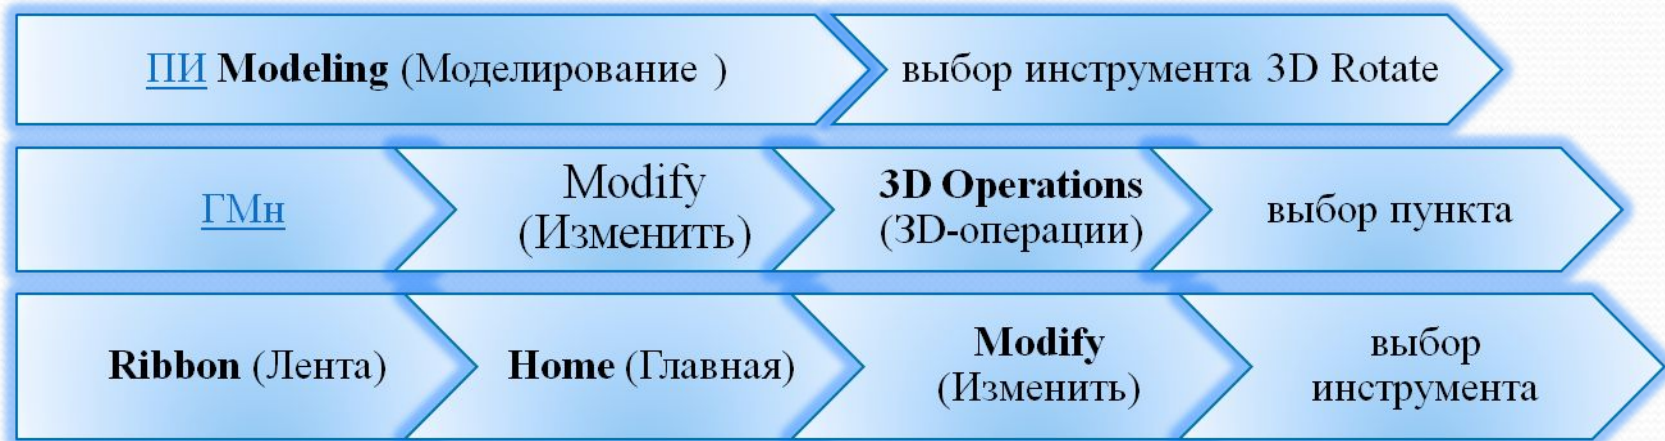 ПИ Modeling (Моделирование )
выбор инструмента 3D Rotate
ГМн
Modify
(Изменить)
3D Operations
(3D-операции)
выбор пункта
Ribbon (Лента)
Home (Главная)
Modify
(Изменить)
выбор
инструмента